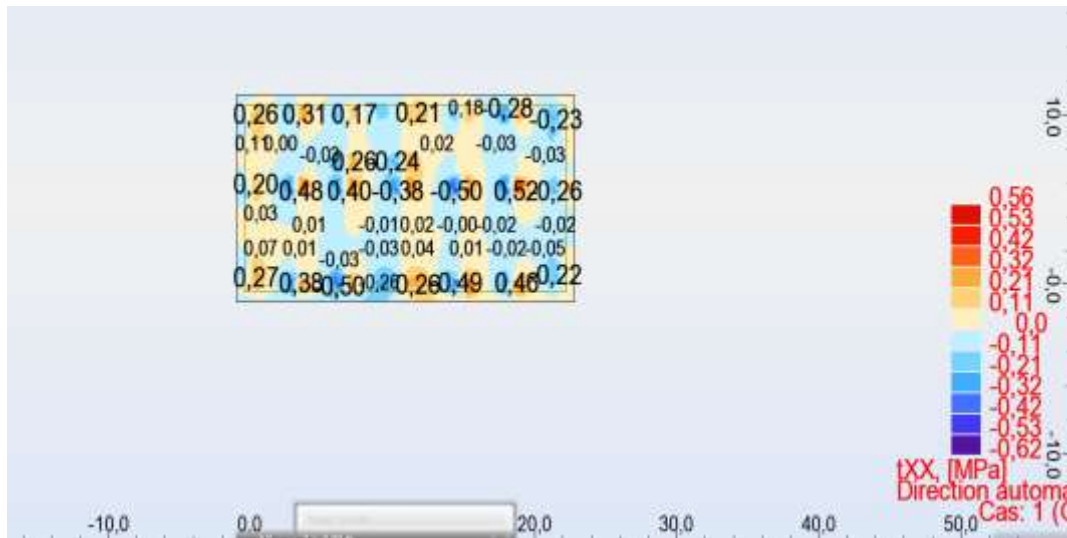 0,26 0,31 0,17 0,21 0,18 -0,28 -0,23
0,11 0,00 -0,03 0,02 -0,03 -0,03
0,26 -0,24
0,20 0,48 0,40 -0,38 -0,50 0,52 -0,26
0,03
0,01 -0,01 0,02 -0,00 -0,02 -0,02
0,07 0,01 -0,03 -0,03 0,04 0,01 -0,02 -0,05
0,27 0,38 -0,50 -0,26 0,26 -0,49 0,46 -0,22
10,0
-0,0
-10,0
0,56
0,53
0,42
0,32
0,21
0,11
0,0
-0,11
-0,21
-0,32
-0,42
-0,53
-0,62
tXX, [MPa]
Direction automa
Cas: 1 (
-10,0 0,0 20,0 30,0 40,0 50,0